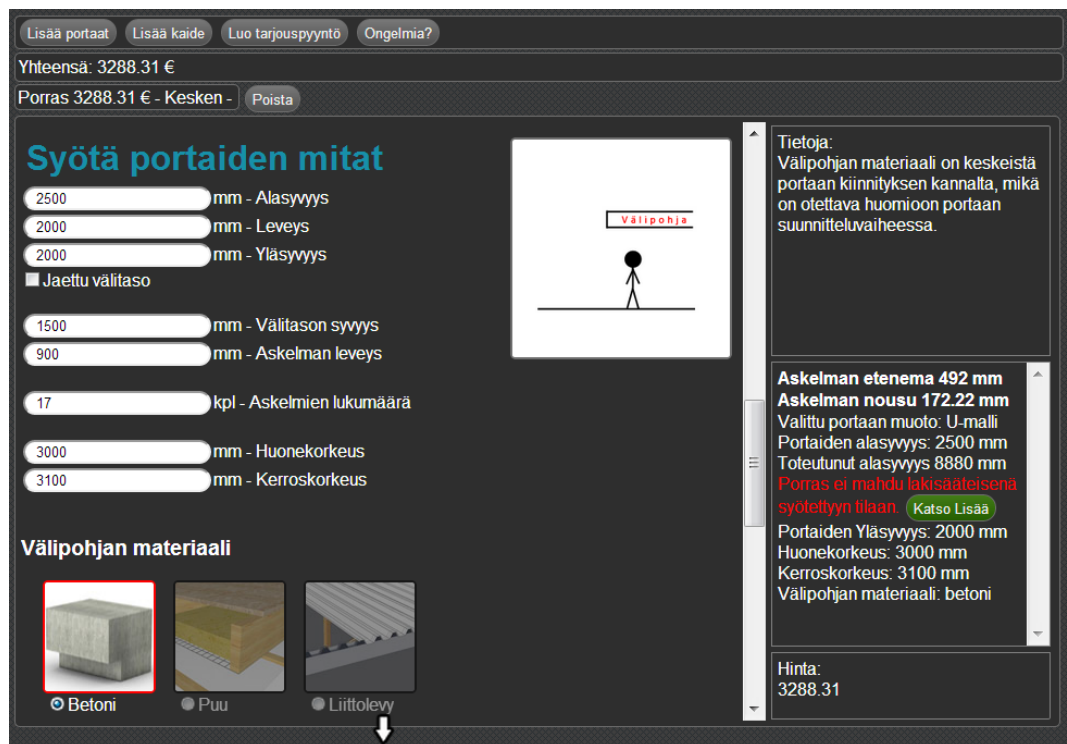 Lisää portaat Lisää kaide Luo tarjouspyyntö Ongelmia?
Yhteensä: 3288.31 €
Porras 3288.31 € - Kesken - Poista
Syötä portaiden mitat
2500 mm - Alasyvyys
2000 mm - Leveys
2000 mm - Yläsyvyys
Jaettu välitaso
1500 mm - Välitason syvyys
900 mm - Askelman leveys
17 kpl - Askelmien lukumäärä
3000 mm - Huonekorkeus
3100 mm - Kerroskorkeus
Välipohja
Välipohjan materiaali
Betoni Puu Liittolevy
Tietoja:
Välipohjan materiaali on keskeistä
portaan kiinnityksen kannalta, mikä
on otettava huomioon portaan
suunnitteluvaiheessa.
Askelman etenema 492 mm
Askelman nousu 172.22 mm
Valittu portaan muoto: U-malli
Portaiden alasyvyys: 2500 mm
Toteutunut alasyvyys 8880 mm
Porras ei mahdu lakisääteisenä
syötettyyn tilaan. Katso Lisää
Portaiden Yläsyvyys: 2000 mm
Huonekorkeus: 3000 mm
Kerroskorkeus: 3100 mm
Välipohjan materiaali: betoni
Hinta:
3288.31